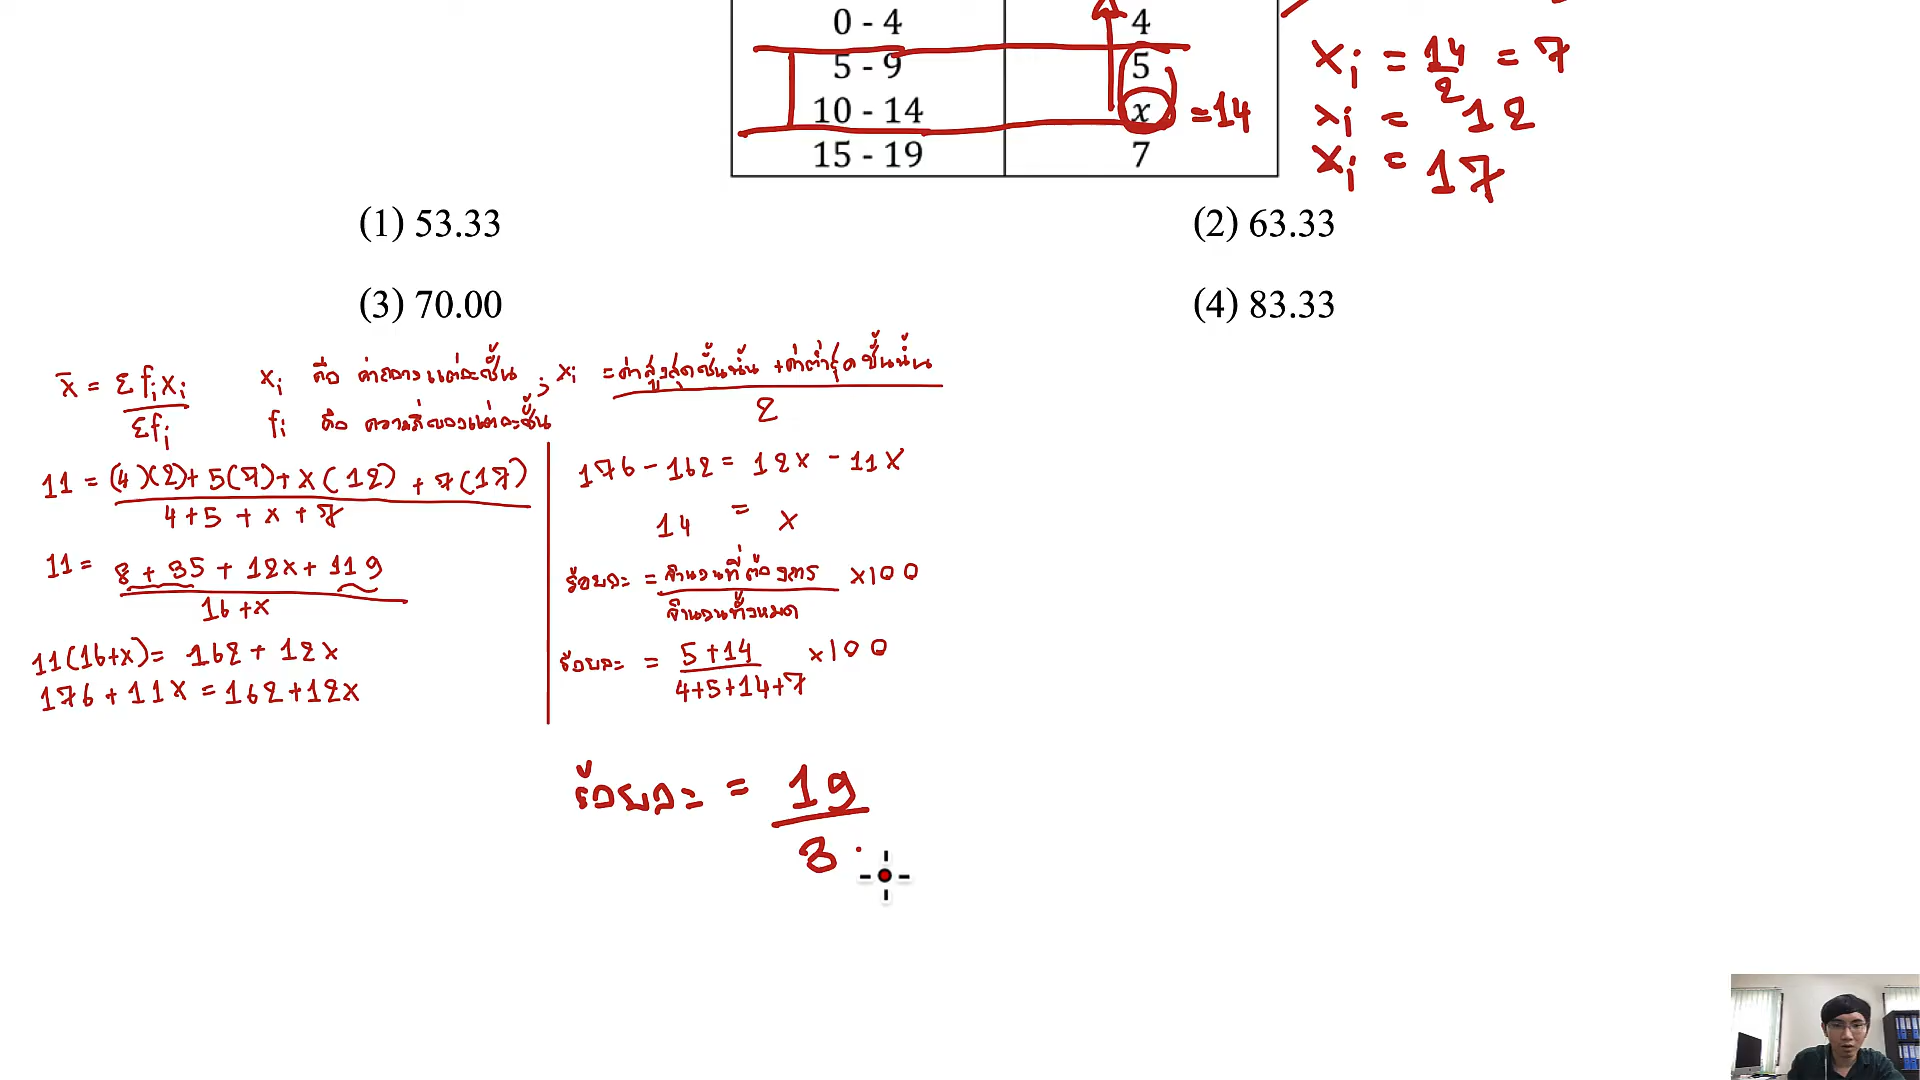 0 - 4 4
5 - 9 5
10 - 14 x =14
15 - 19 7
xi = 14/2 = 7
xi = 12
xi = 17
(1) 53.33 (2) 63.33
(3) 70.00 (4) 83.33
x̄ = Σfixi / Σfi
xi คือ ค่ากลางแต่ละชั้น ; xi = ค่าสูงสุดชั้นนั้น + ค่าต่ำสุดชั้นนั้น / 2
fi คือ ความถี่ของแต่ละชั้น
11 = (4)(2)+ 5(7)+ x(12) + 7(17) / 4+5 + x + 7
11 = 8 + 35 + 12x + 119 / 16 + x
11(16+x) = 162 + 12x
176 + 11x = 162+12x
176 - 162 = 12x - 11x
14 = x
ร้อยละ = จำนวนที่ต้องการ / จำนวนทั้งหมด x100
ร้อยละ = 5+14 / 4+5+14+7 x100
ร้อยละ = 19 / 3